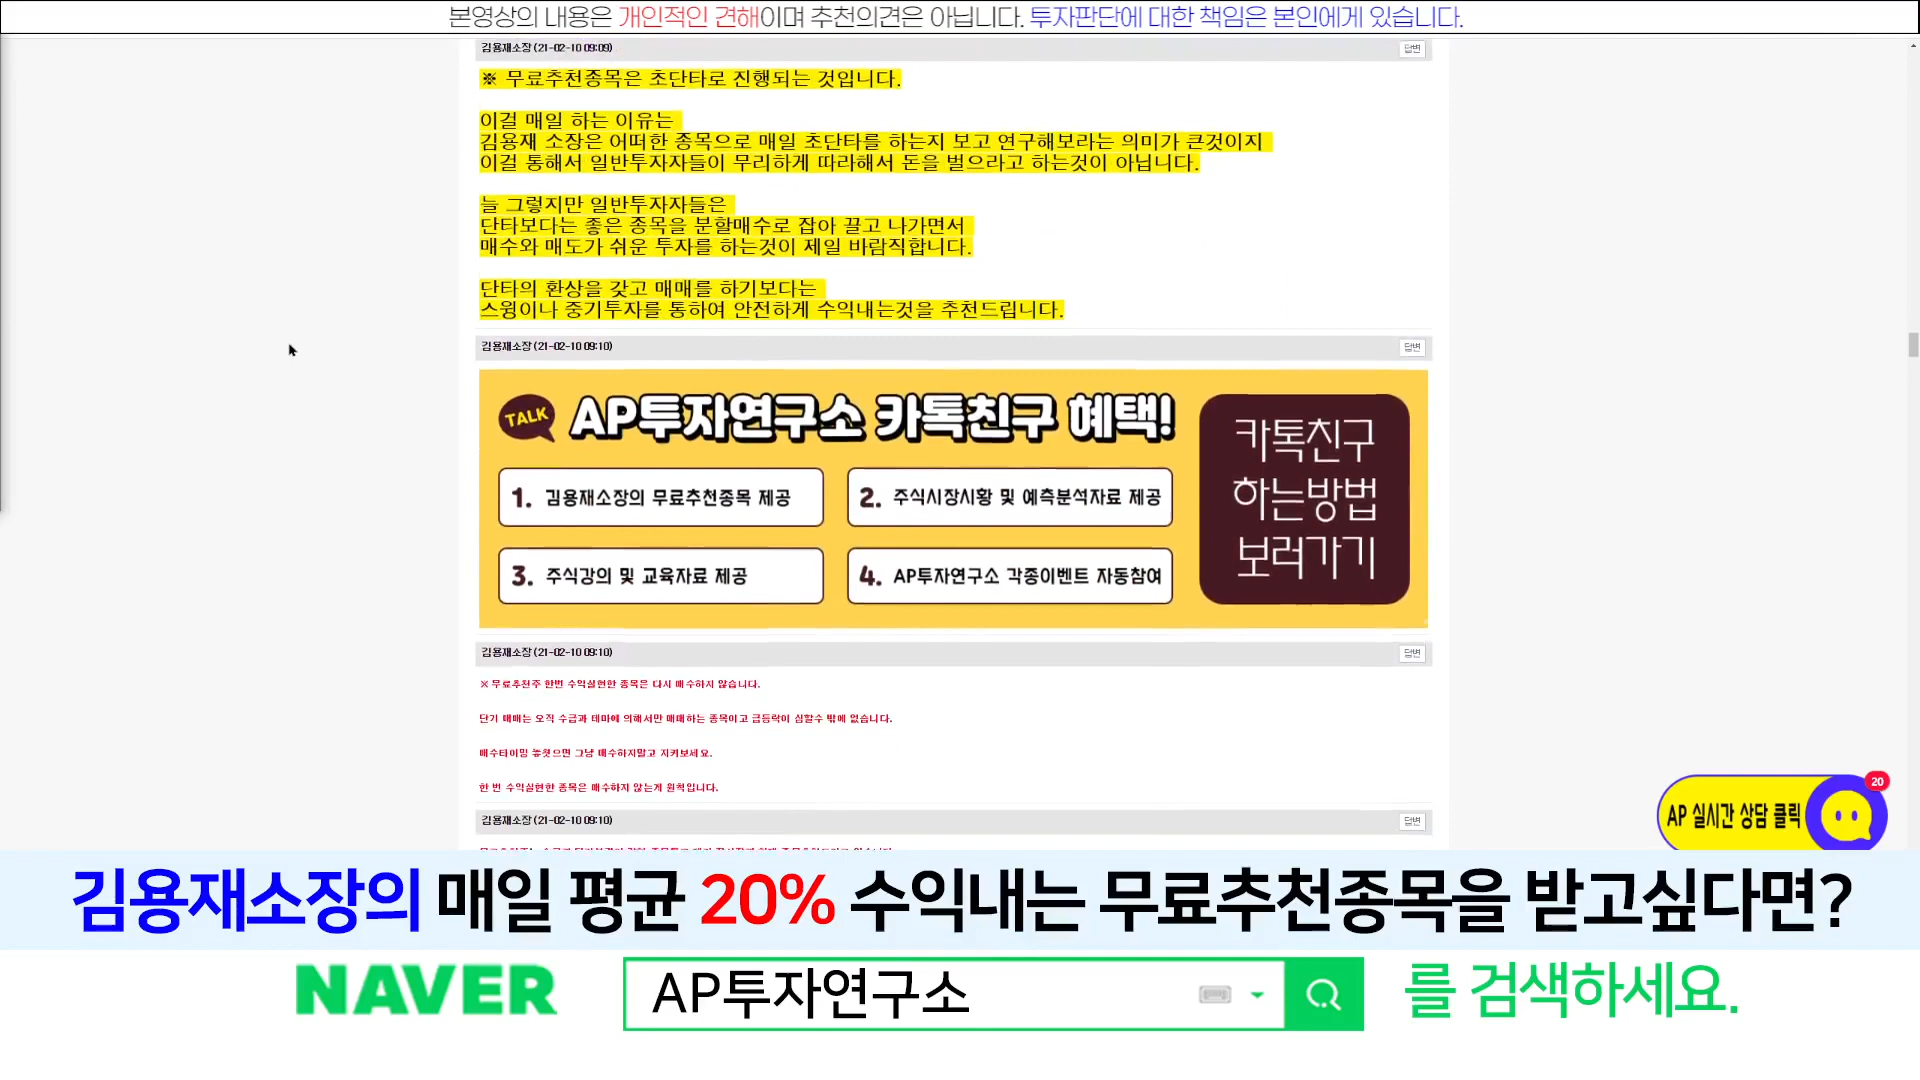 본영상의 내용은 개인적인 견해이며 추천의견은 아닙니다. 투자판단에 대한 책임은 본인에게 있습니다.
김용재소장 (21-02-10 09:09)
답변
※ 무료추천종목은 초단타로 진행되는 것입니다.
이걸 매일 하는 이유는
김용재 소장은 어떠한 종목으로 매일 초단타를 하는지 보고 연구해보라는 의미가 큰것이지
이걸 통해서 일반투자자들이 무리하게 따라해서 돈을 벌으라고 하는것이 아닙니다.
늘 그렇지만 일반투자자들은
단타보다는 좋은 종목을 분할매수로 잡아 끌고 나가면서
매수와 매도가 쉬운 투자를 하는것이 제일 바람직합니다.
단타의 환상을 갖고 매매를 하기보다는
스윙이나 중기투자를 통하여 안전하게 수익내는것을 추천드립니다.
김용재소장 (21-02-10 09:10)
답변
TALK AP투자연구소 카톡친구 혜택!
1. 김용재소장의 무료추천종목 제공
2. 주식시장시황 및 예측분석자료 제공
3. 주식강의 및 교육자료 제공
4. AP투자연구소 각종이벤트 자동참여
카톡친구
하는방법
보러가기
김용재소장 (21-02-10 09:10)
답변
※ 무료추천주 한번 수익실현한 종목은 다시 매수하지 않습니다.
단기 매매는 오직 수급과 테마에 의해서만 매매하는 종목이고 급등락이 심할수 밖에 없습니다.
매수타이밍 놓쳤으면 그냥 매수하지말고 지켜보세요.
한 번 수익실현한 종목은 매수하지 않는게 원칙입니다.
김용재소장 (21-02-10 09:10)
답변
AP 실시간 상담 클릭
20
김용재소장의 매일 평균 20% 수익내는 무료추천종목을 받고싶다면?
NAVER AP투자연구소 를 검색하세요.